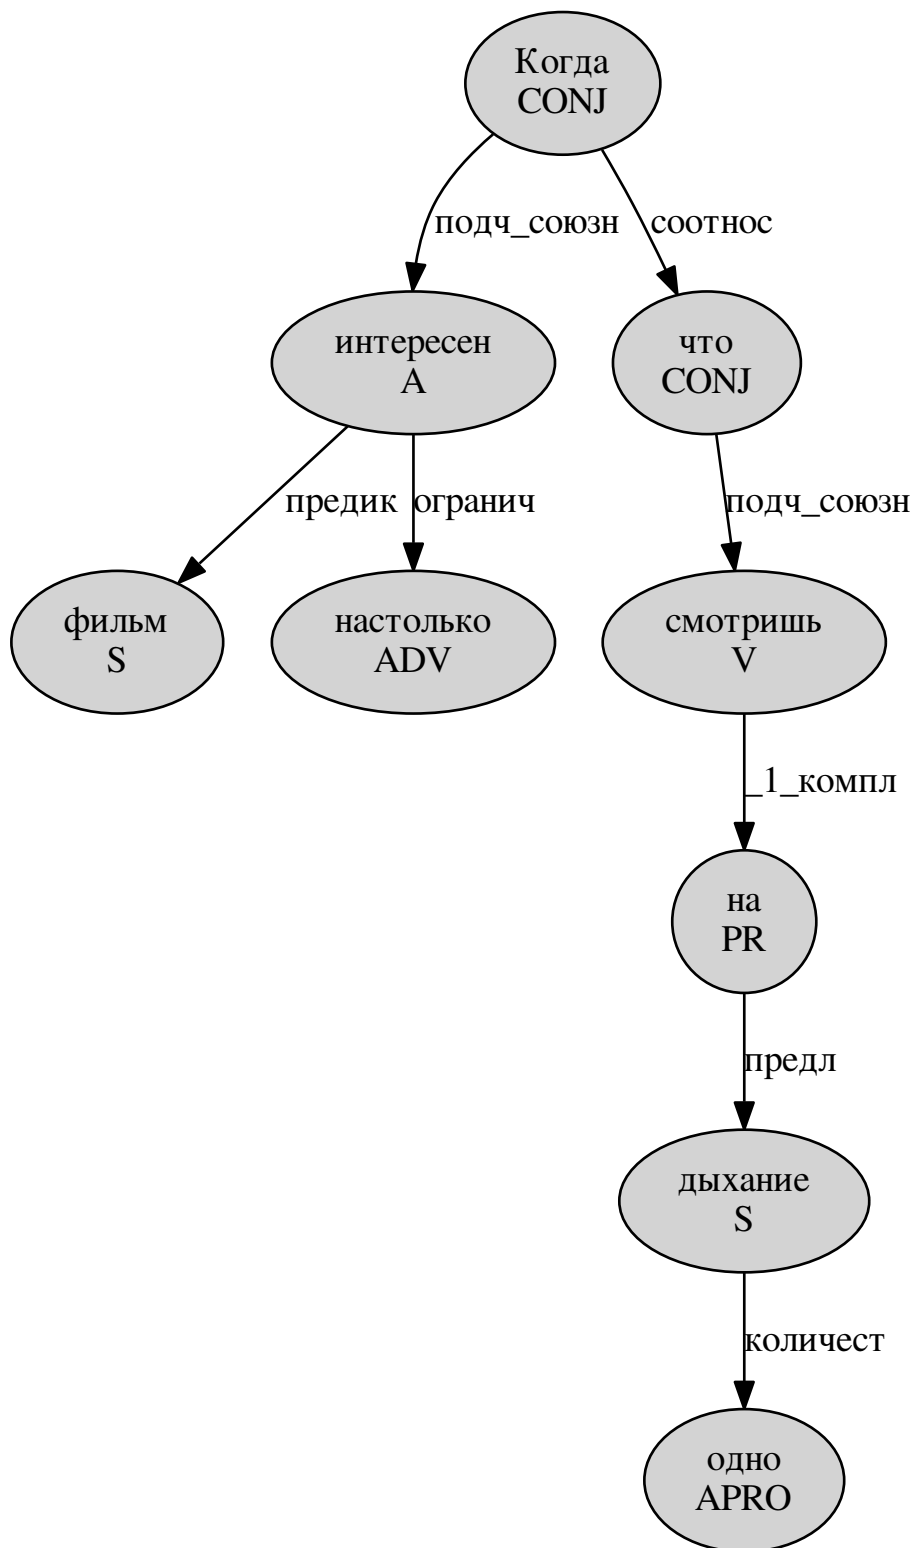 Когда
CONJ
подч_союзн
соотнос
интересен
A
что
CONJ
предик
огранич
подч_союзн
фильм
S
настолько
ADV
смотришь
V
_1_компл
на
PR
предл
дыхание
S
количест
одно
APRO